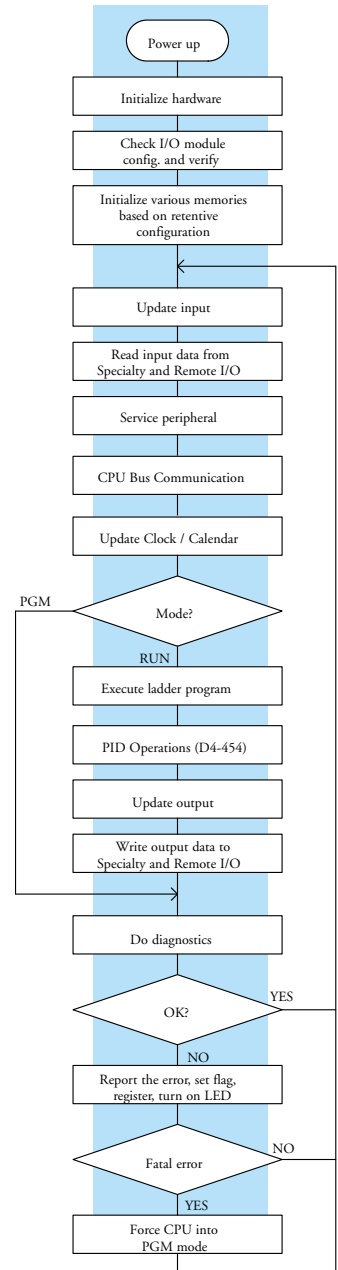 Power up
Initialize hardware
Check I/O module
config. and verify
Initialize various memories
based on retentive
configuration
Update input
Read input data from
Specialty and Remote I/O
Service peripheral
CPU Bus Communication
Update Clock / Calendar
PGM
Mode?
RUN
Execute ladder program
PID Operations (D4-454)
Update output
Write output data to
Specialty and Remote I/O
Do diagnostics
YES
OK?
NO
Report the error, set flag,
register, turn on LED
NO
Fatal error
YES
Force CPU into
PGM mode